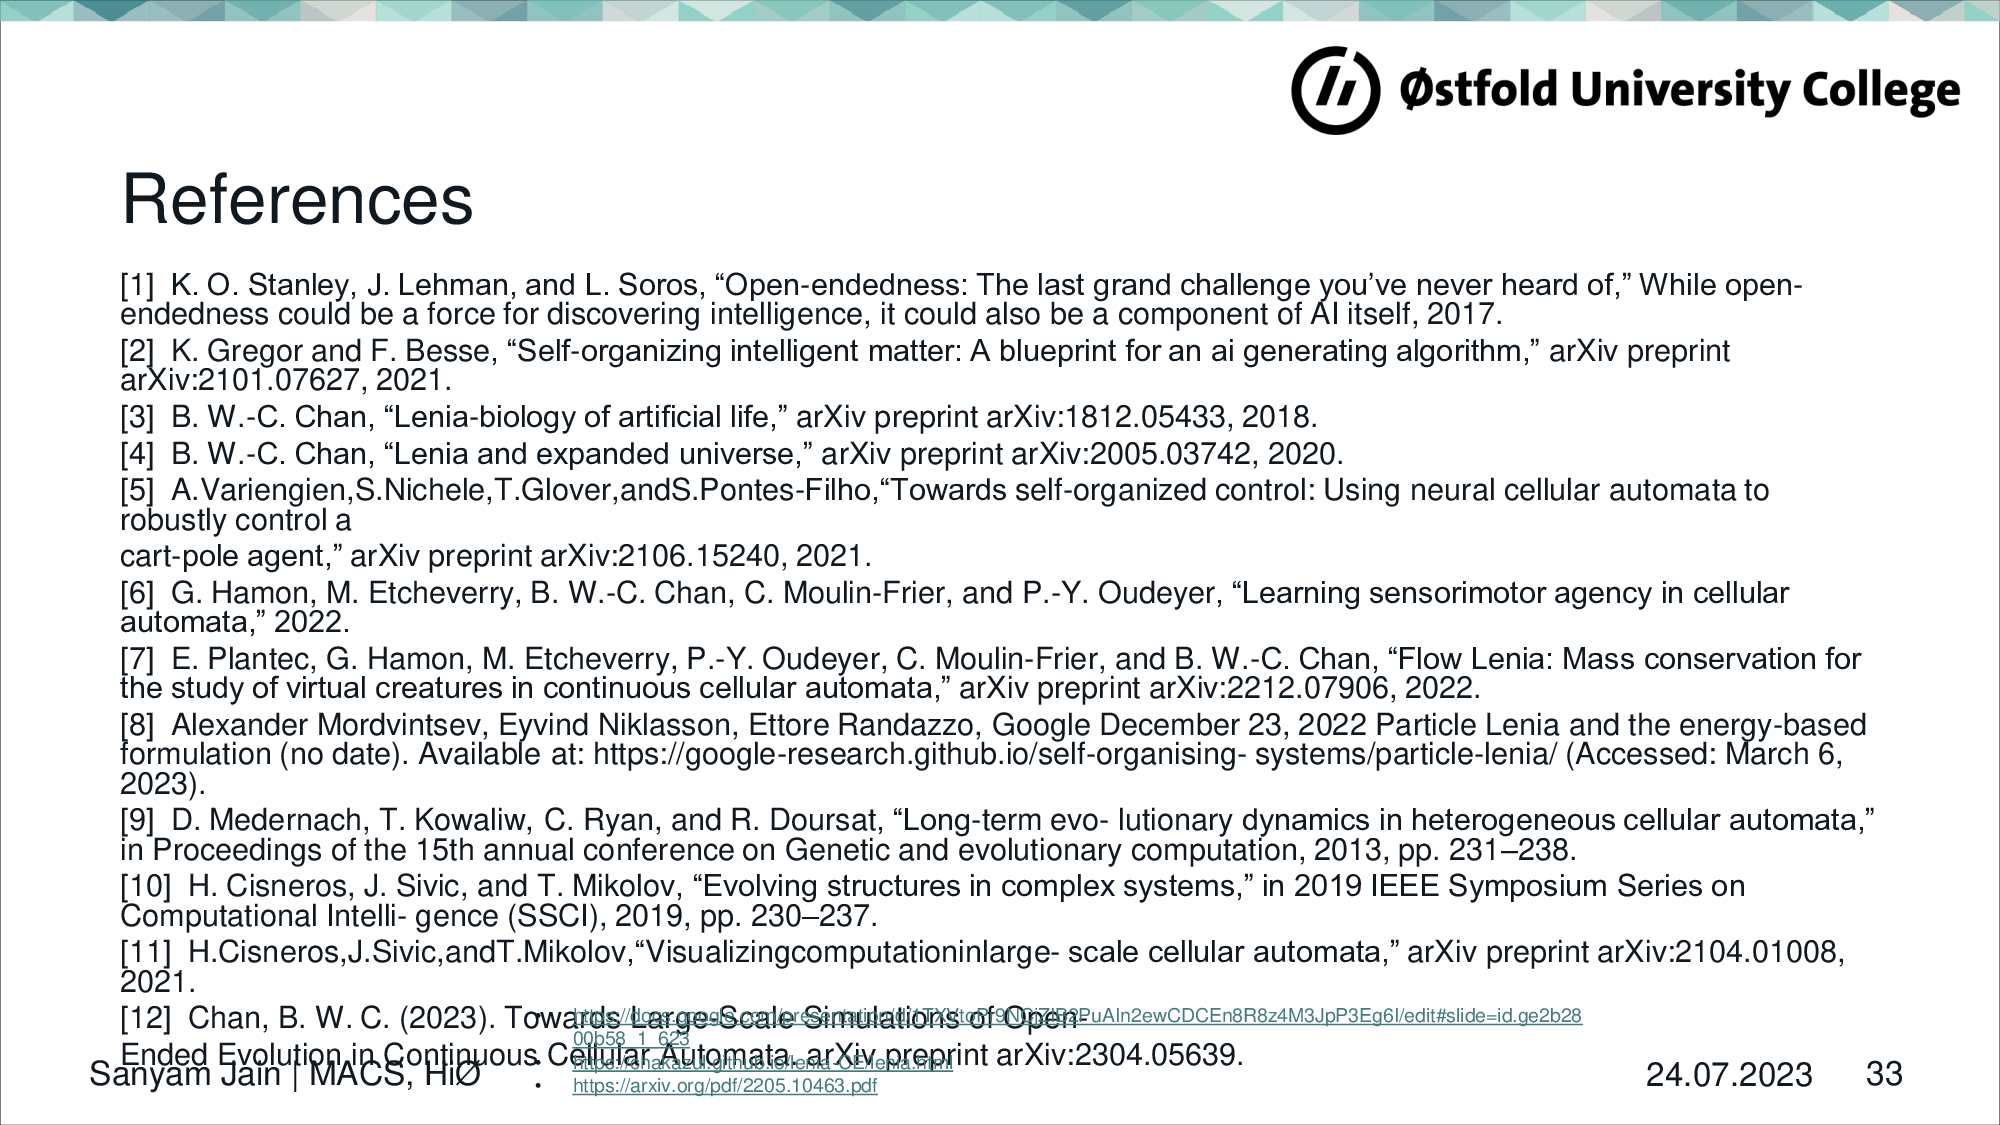 Østfold University College
References
[1] K. O. Stanley, J. Lehman, and L. Soros, “Open-endedness: The last grand challenge you’ve never heard of,” While open-
endedness could be a force for discovering intelligence, it could also be a component of AI itself, 2017.
[2] K. Gregor and F. Besse, “Self-organizing intelligent matter: A blueprint for an ai generating algorithm,” arXiv preprint
arXiv:2101.07627, 2021.
[3] B. W.-C. Chan, “Lenia-biology of artificial life,” arXiv preprint arXiv:1812.05433, 2018.
[4] B. W.-C. Chan, “Lenia and expanded universe,” arXiv preprint arXiv:2005.03742, 2020.
[5] A.Variengien,S.Nichele,T.Glover,andS.Pontes-Filho,“Towards self-organized control: Using neural cellular automata to
robustly control a
cart-pole agent,” arXiv preprint arXiv:2106.15240, 2021.
[6] G. Hamon, M. Etcheverry, B. W.-C. Chan, C. Moulin-Frier, and P.-Y. Oudeyer, “Learning sensorimotor agency in cellular
automata,” 2022.
[7] E. Plantec, G. Hamon, M. Etcheverry, P.-Y. Oudeyer, C. Moulin-Frier, and B. W.-C. Chan, “Flow Lenia: Mass conservation for
the study of virtual creatures in continuous cellular automata,” arXiv preprint arXiv:2212.07906, 2022.
[8] Alexander Mordvintsev, Eyvind Niklasson, Ettore Randazzo, Google December 23, 2022 Particle Lenia and the energy-based
formulation (no date). Available at: https://google-research.github.io/self-organising- systems/particle-lenia/ (Accessed: March 6,
2023).
[9] D. Medernach, T. Kowaliw, C. Ryan, and R. Doursat, “Long-term evo- lutionary dynamics in heterogeneous cellular automata,”
in Proceedings of the 15th annual conference on Genetic and evolutionary computation, 2013, pp. 231–238.
[10] H. Cisneros, J. Sivic, and T. Mikolov, “Evolving structures in complex systems,” in 2019 IEEE Symposium Series on
Computational Intelli- gence (SSCI), 2019, pp. 230–237.
[11] H.Cisneros,J.Sivic,andT.Mikolov,“Visualizingcomputationinlarge- scale cellular automata,” arXiv preprint arXiv:2104.01008,
2021.
[12] Chan, B. W. C. (2023). Towards Large-Scale Simulations of Open-
Ended Evolution in Continuous Cellular Automata. arXiv preprint arXiv:2304.05639.
00b58_1_623
https://chakazul.github.io/lenia-CE/lenia.html
• https://arxiv.org/pdf/2205.10463.pdf
Sanyam Jain | MACS, HiØ
24.07.2023
33